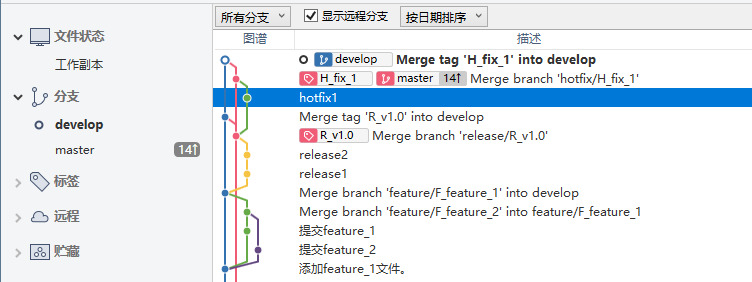 文件状态
工作副本
分支
develop
master 14↑
标签
远程
贮藏
所有分支 显示远程分支 按日期排序
图谱 描述
develop Merge tag 'H_fix_1' into develop
H_fix_1 master 14↑ Merge branch 'hotfix/H_fix_1'
hotfix1
Merge tag 'R_v1.0' into develop
R_v1.0 Merge branch 'release/R_v1.0'
release2
release1
Merge branch 'feature/F_feature_1' into develop
Merge branch 'feature/F_feature_2' into feature/F_feature_1
提交feature_1
提交feature_2
添加feature_1文件。